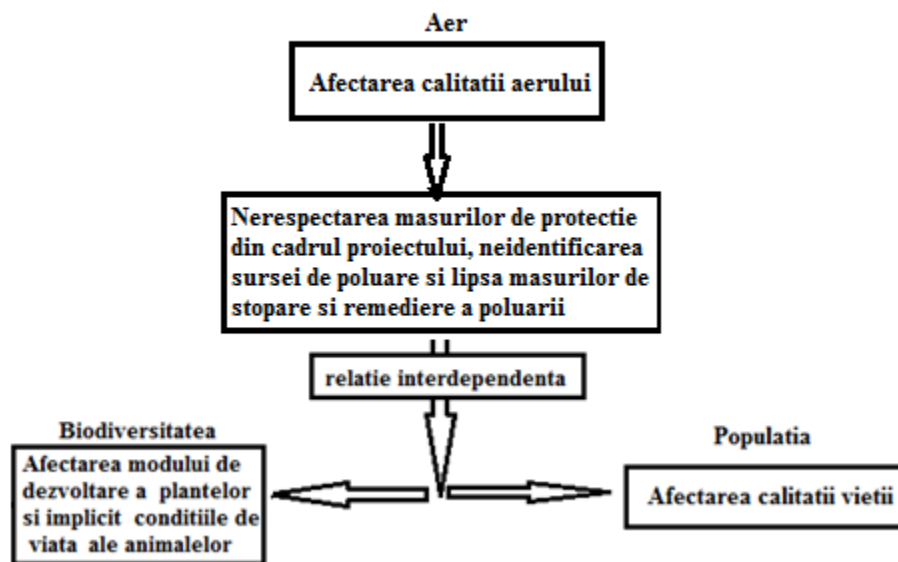 Aer
Afectarea calitatii aerului
Nerespectarea masurilor de protectie
din cadrul proiectului, neidentificarea
sursei de poluare si lipsa masurilor de
stopare si remediere a poluarii
relatie interdependenta
Biodiversitatea
Afectarea modului de
dezvoltare a plantelor
si implicit conditiile de
viata ale animalelor
Populatia
Afectarea calitatii vietii